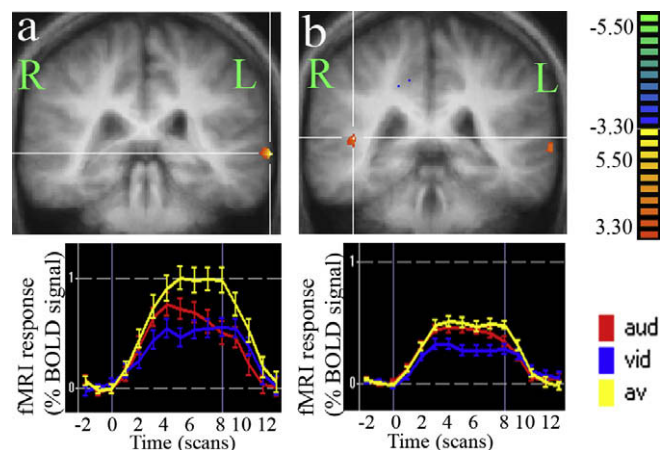 a
R
L
b
R
L
-5.50
-3.30
5.50
3.30
fMRI response
(% BOLD signal)
1
0
-2 0 2 4 6 8 10 12
Time (scans)
fMRI response
(% BOLD signal)
1
0
-2 0 2 4 6 8 10 12
Time (scans)
aud
vid
av